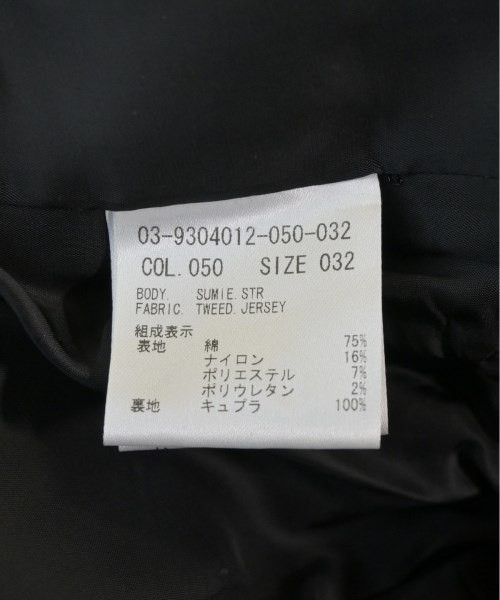 03-9304012-050-032
COL. 050 SIZE 032
BODY. SUMIE. STR
FABRIC. TWEED. JERSEY
組成表示
表地 綿 75%
ナイロン 16%
ポリエステル 7%
ポリウレタン 2%
裏地 キュプラ 100%